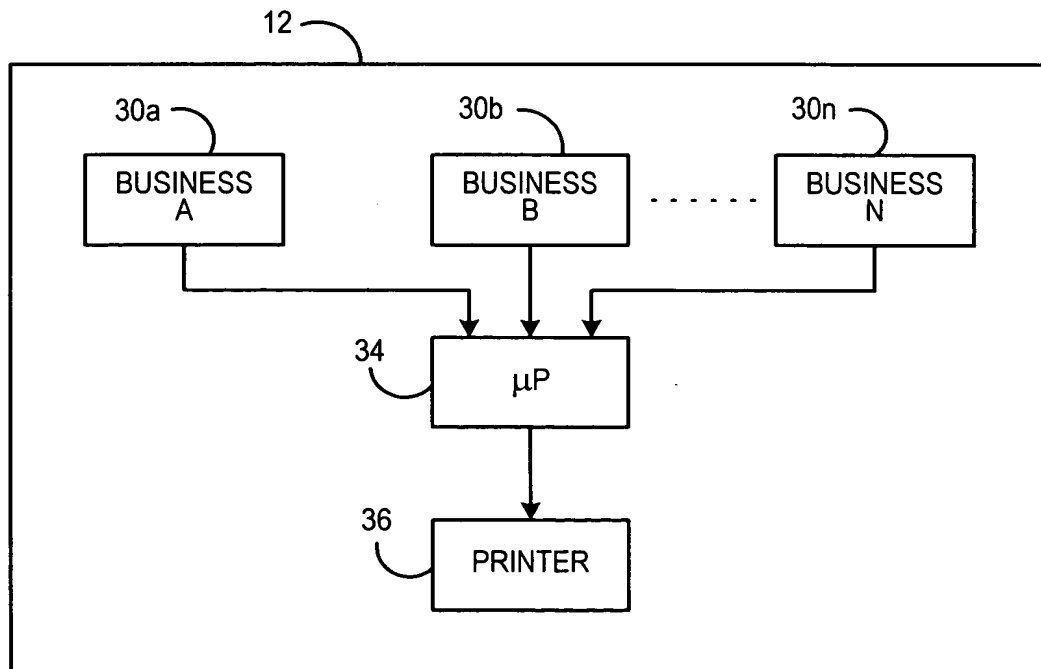 12
30a
30b
30n
BUSINESS
A
BUSINESS
B
BUSINESS
N
34
µP
36
PRINTER